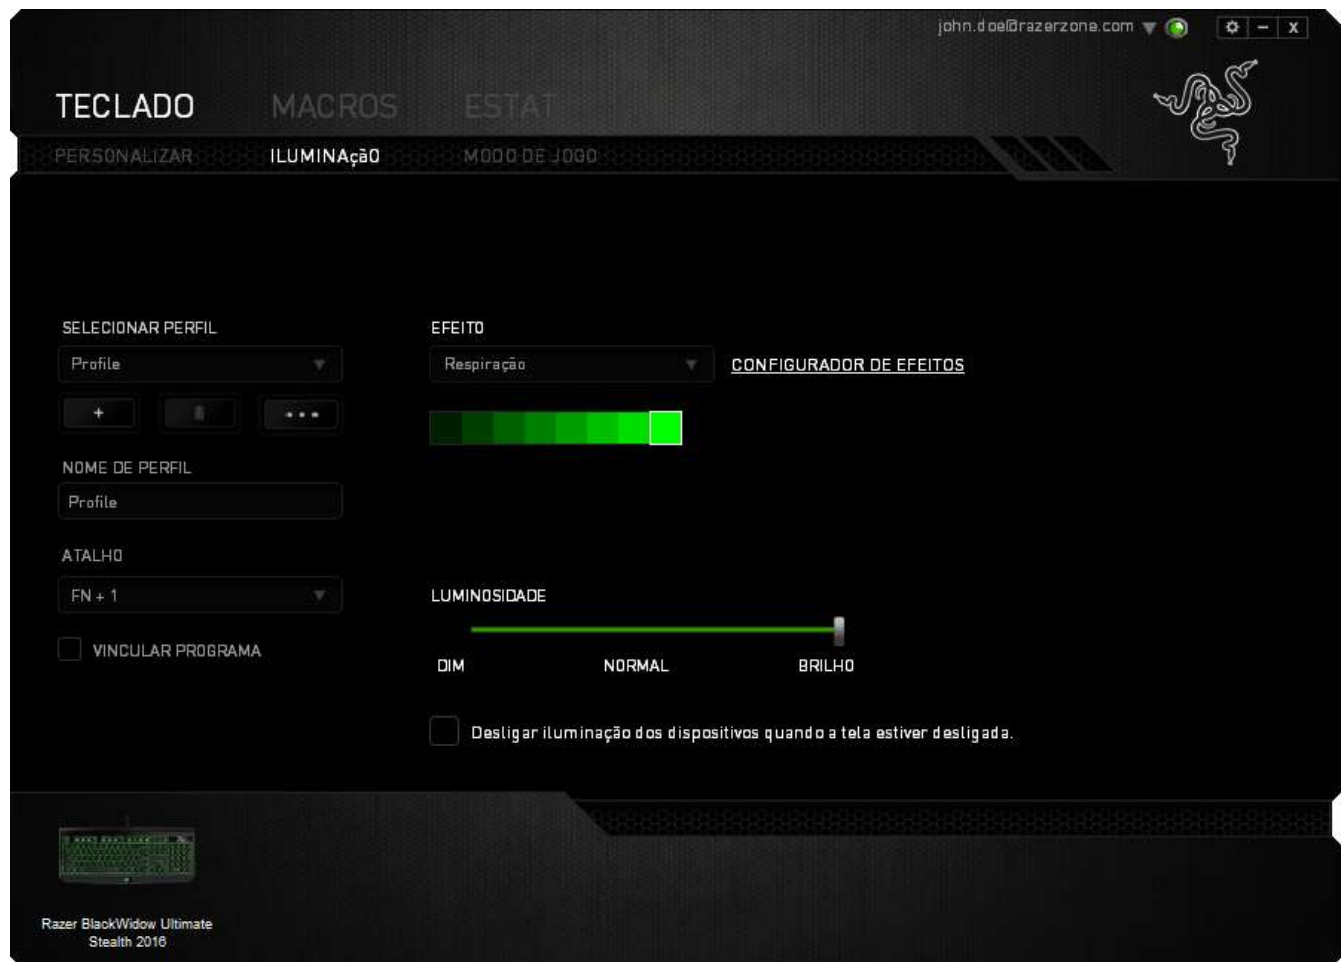 john.doe@razerzone.com
TECLADO MACROS ESTAT
PERSONALIZAR ILUMINAção MODO DE JOGO
SELECIONAR PERFIL
Profile
NOME DE PERFIL
Profile
ATALHO
FN + 1
VINCULAR PROGRAMA
EFEITO
Respiração
CONFIGURADOR DE EFEITOS
LUMINOSIDADE
DIM NORMAL BRILHO
Desligar iluminação dos dispositivos quando a tela estiver desligada.
Razer BlackWidow Ultimate
Stealth 2016